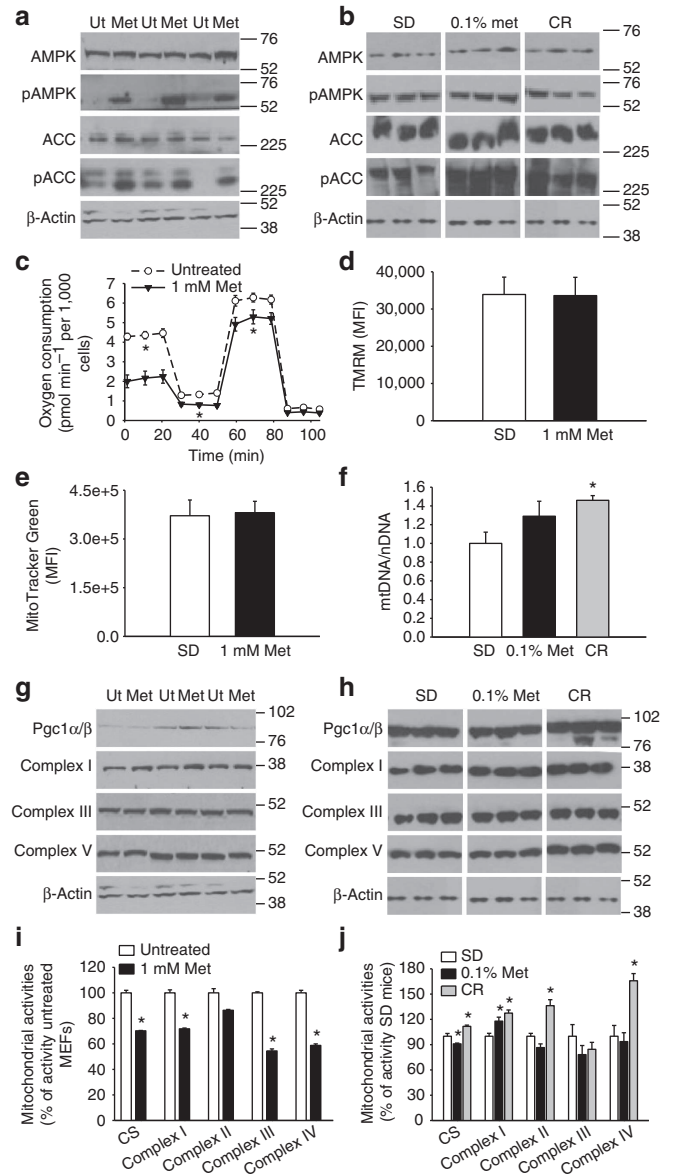 a
Ut Met Ut Met Ut Met
AMPK
76
52
pAMPK
76
52
ACC
225
pACC
225
β-Actin
52
38
b
SD 0.1% met CR
AMPK
76
52
pAMPK
76
52
ACC
225
pACC
225
β-Actin
52
38
c
Untreated
1 mM Met
Oxygen consumption
(pmol min–1 per 1,000
cells)
7
6
5
4
3
2
1
0
*
*
*
0 20 40 60 80 100
Time (min)
d
TMRM (MFI)
40,000
30,000
20,000
10,000
0
SD 1 mM Met
e
MitoTracker Green
(MFI)
4.5e+5
3.0e+5
1.5e+5
0.0
SD 1 mM Met
f
mtDNA/nDNA
1.6
1.4
1.2
1.0
0.8
0.6
0.4
0.2
0.0
*
SD 0.1% Met CR
g
Ut Met Ut Met Ut Met
Pgc1α/β
102
76
Complex I
38
Complex III
52
Complex V
52
β-Actin
52
38
h
SD 0.1% Met CR
Pgc1α/β
102
76
Complex I
38
Complex III
52
Complex V
52
β-Actin
52
38
i
Untreated
1 mM Met
Mitochondrial activities
(% of activity untreated
MEFs)
120
100
80
60
40
20
0
* * * *
CS Complex I Complex II Complex III Complex IV
j
SD
0.1% Met
CR
Mitochondrial activities
(% of activity SD mice)
180
150
120
90
60
30
0
* * * * * *
CS Complex I Complex II Complex III Complex IV